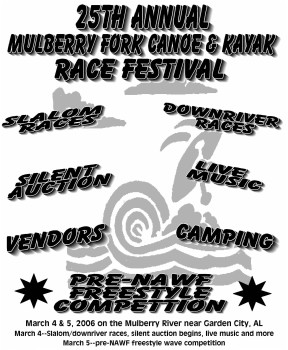 25TH ANNUAL
MULBERRY FORK CANOE & KAYAK
RACE FESTIVAL
SLALOM
RACES
DOWNRIVER
RACES
SILENT
AUCTION
LIVE
MUSIC
VENDORS
CAMPING
PRE-NAWF
FREESTYLE
COMPETTION
March 4 & 5, 2006 on the Mulberry River near Garden City, AL
March 4--Slalom/downriver races, silent auction begins, live music and more
March 5--pre-NAWF freestyle wave competition